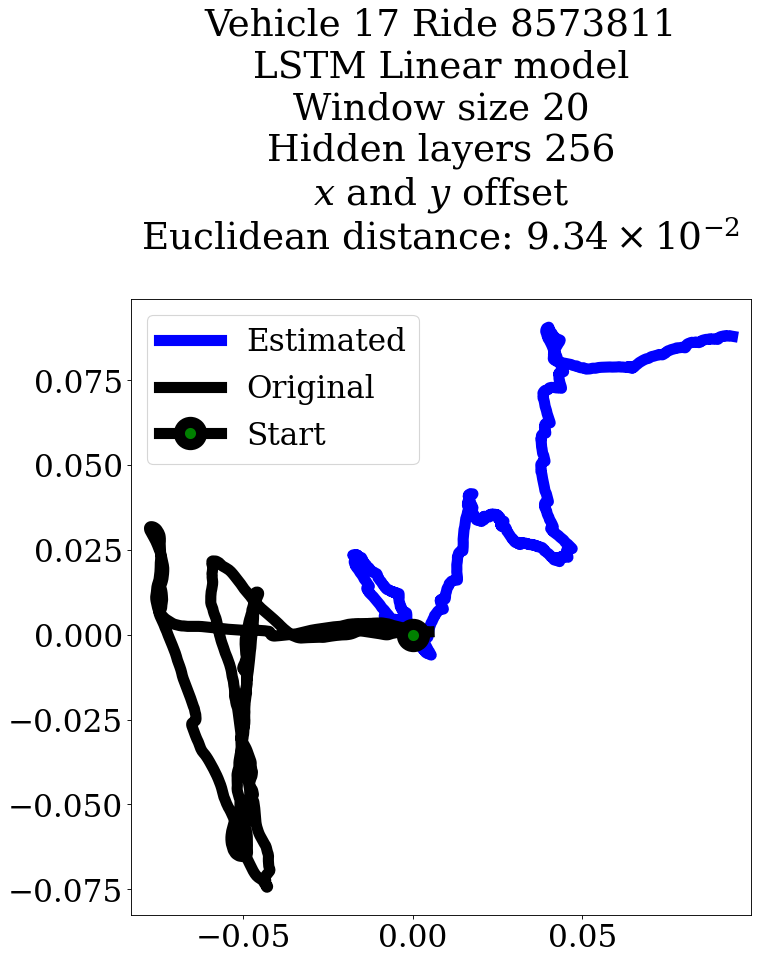 Vehicle 17 Ride 8573811
LSTM Linear model
Window size 20
Hidden layers 256
x and y offset
Euclidean distance: 9.34 × 10⁻²
Estimated
Original
Start
0.075
0.050
0.025
0.000
−0.025
−0.050
−0.075
−0.05 0.00 0.05